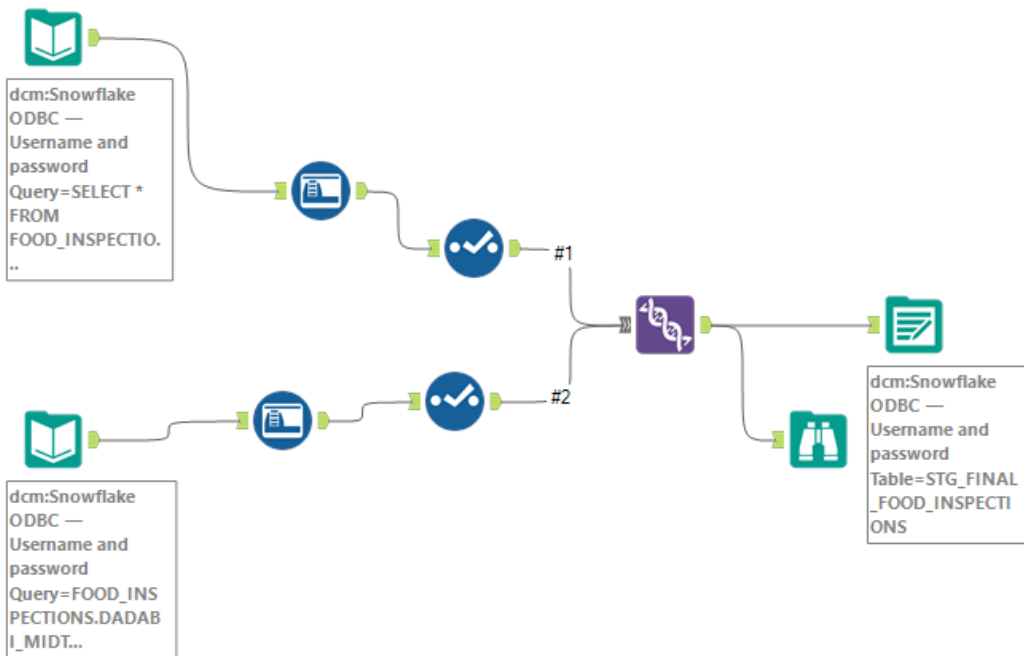 dcm:Snowflake
ODBC —
Username and
password
Query=SELECT *
FROM
FOOD_INSPECTIO.
..
#1
#2
dcm:Snowflake
ODBC —
Username and
password
Table=STG_FINAL
_FOOD_INSPECTI
ONS
dcm:Snowflake
ODBC —
Username and
password
Query=FOOD_INS
PECTIONS.DADAB
I_MIDT...